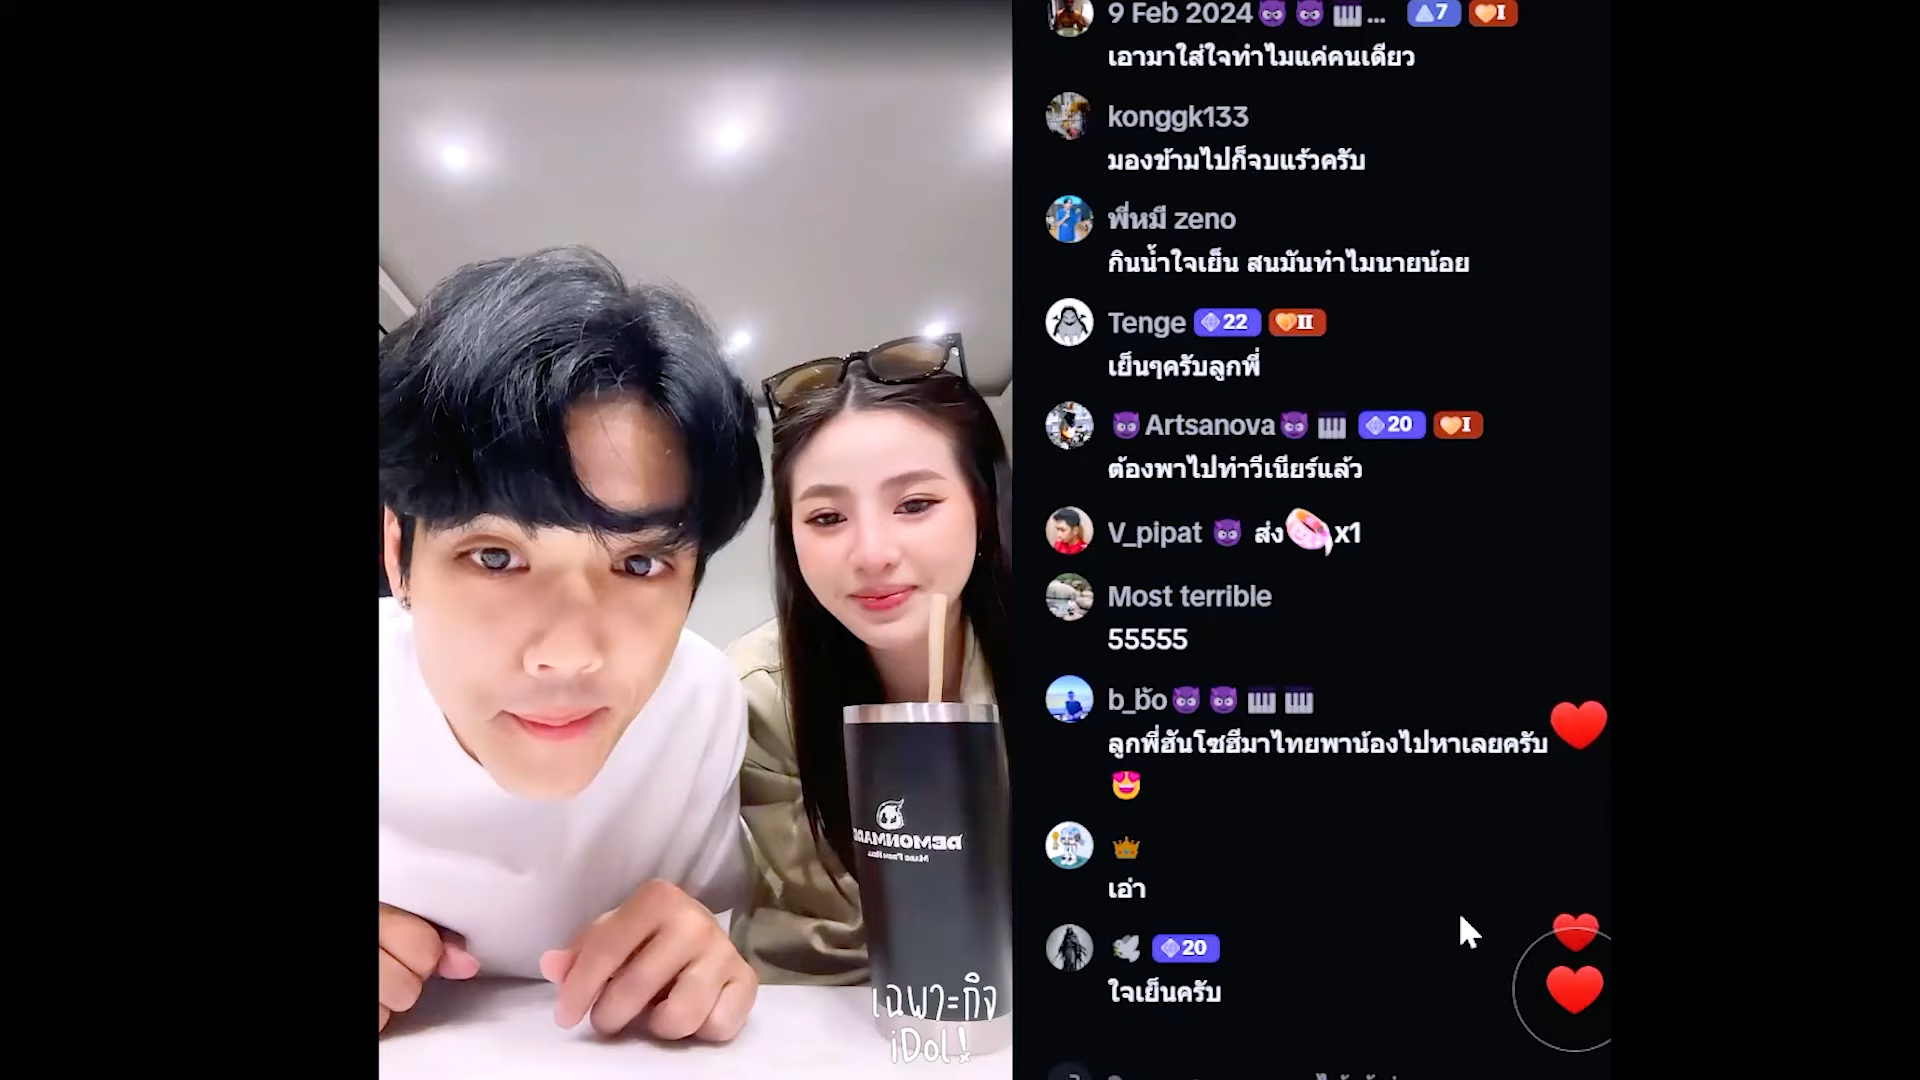 9 Feb 2024😈😈🎹... 7 I
เอามาใส่ใจทำไมแค่คนเดียว
konggk133
มองข้ามไปก็จบแร้วครับ
พี่หมี zeno
กินน้ำใจเย็น สนมันทำไมนายน้อย
Tenge 22 II
เย็นๆครับลูกพี่
😈Artsanova😈🎹 20 I
ต้องพาไปทำวีเนียร์แล้ว
V_pipat 😈 ส่ง x1
Most terrible
55555
b_bo😈😈🎹🎹
ลูกพี่ฮันโซฮีมาไทยพาน้องไปหาเลยครับ
😍
👑
เอ่า
🕊 20
ใจเย็นครับ
DEMONMA
MADE FROM HELL
เฉพาะกิจ
iDol!